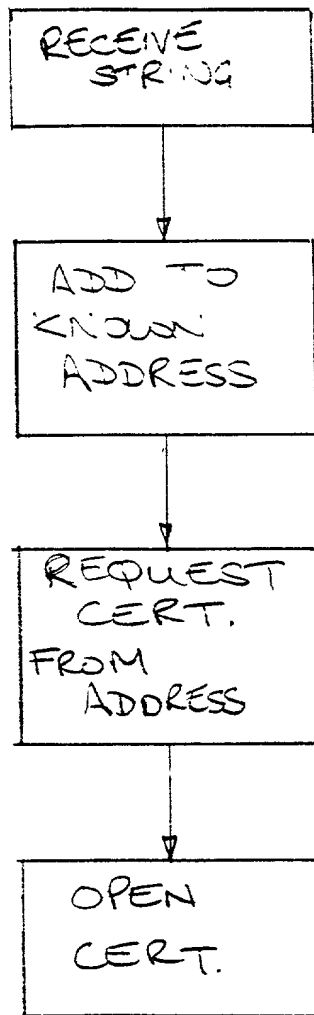 RECEIVE
STRING
ADD TO
KNOWN
ADDRESS
REQUEST
CERT.
FROM
ADDRESS
OPEN
CERT.